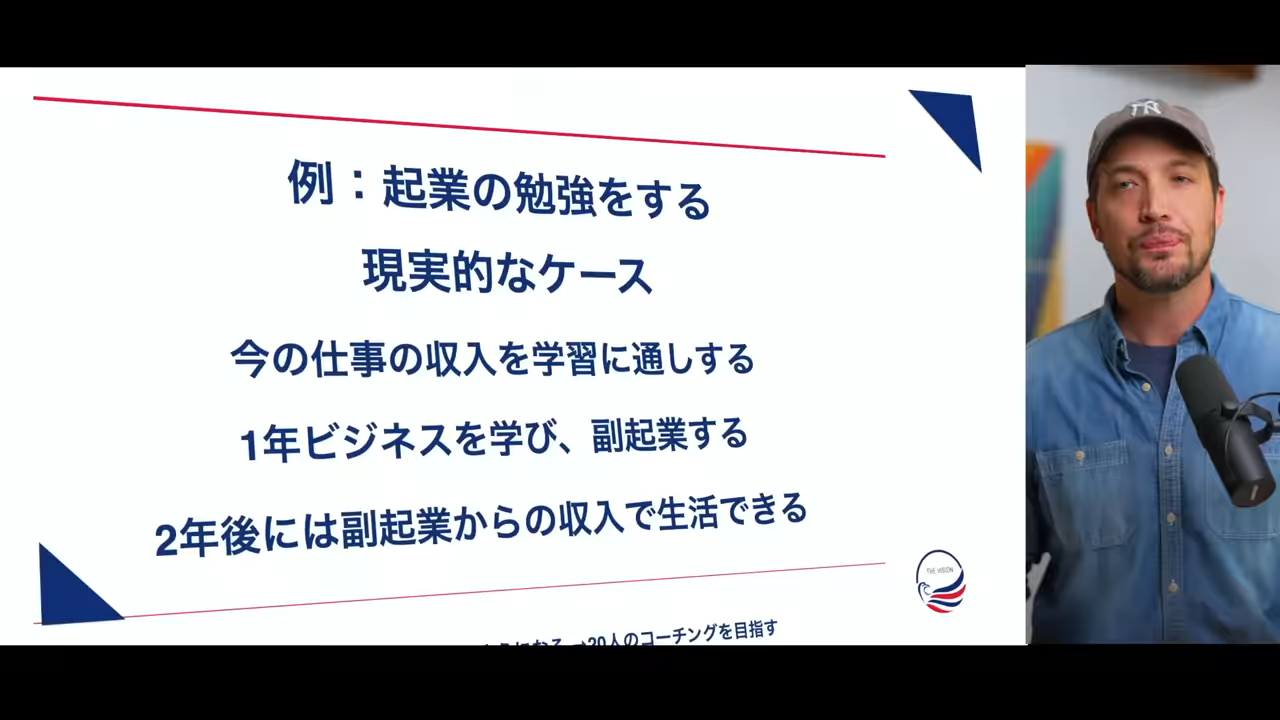 例：起業の勉強をする
現実的なケース
今の仕事の収入を学習に通しする
1年ビジネスを学び、副起業する
2年後には副起業からの収入で生活できる
THE VISION
→20人のコーチングを目指す